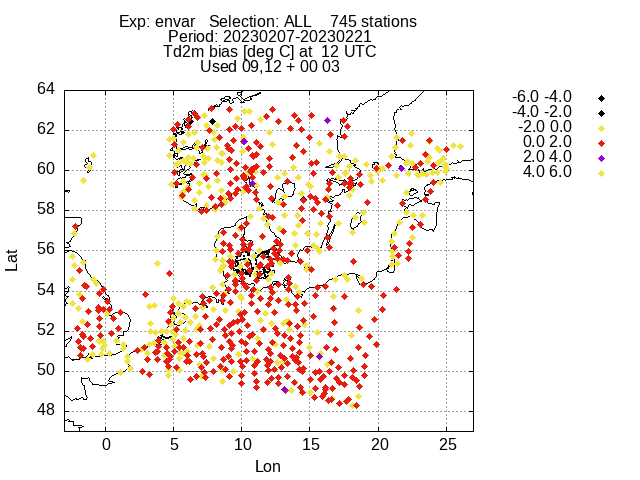 Exp: envar Selection: ALL 745 stations
Period: 20230207-20230221
Td2m bias [deg C] at 12 UTC
Used 09,12 + 00 03
64
62
60
58
56
54
52
50
48
0 5 10 15 20 25
Lat
Lon
-6.0 -4.0
-4.0 -2.0
-2.0 0.0
0.0 2.0
2.0 4.0
4.0 6.0